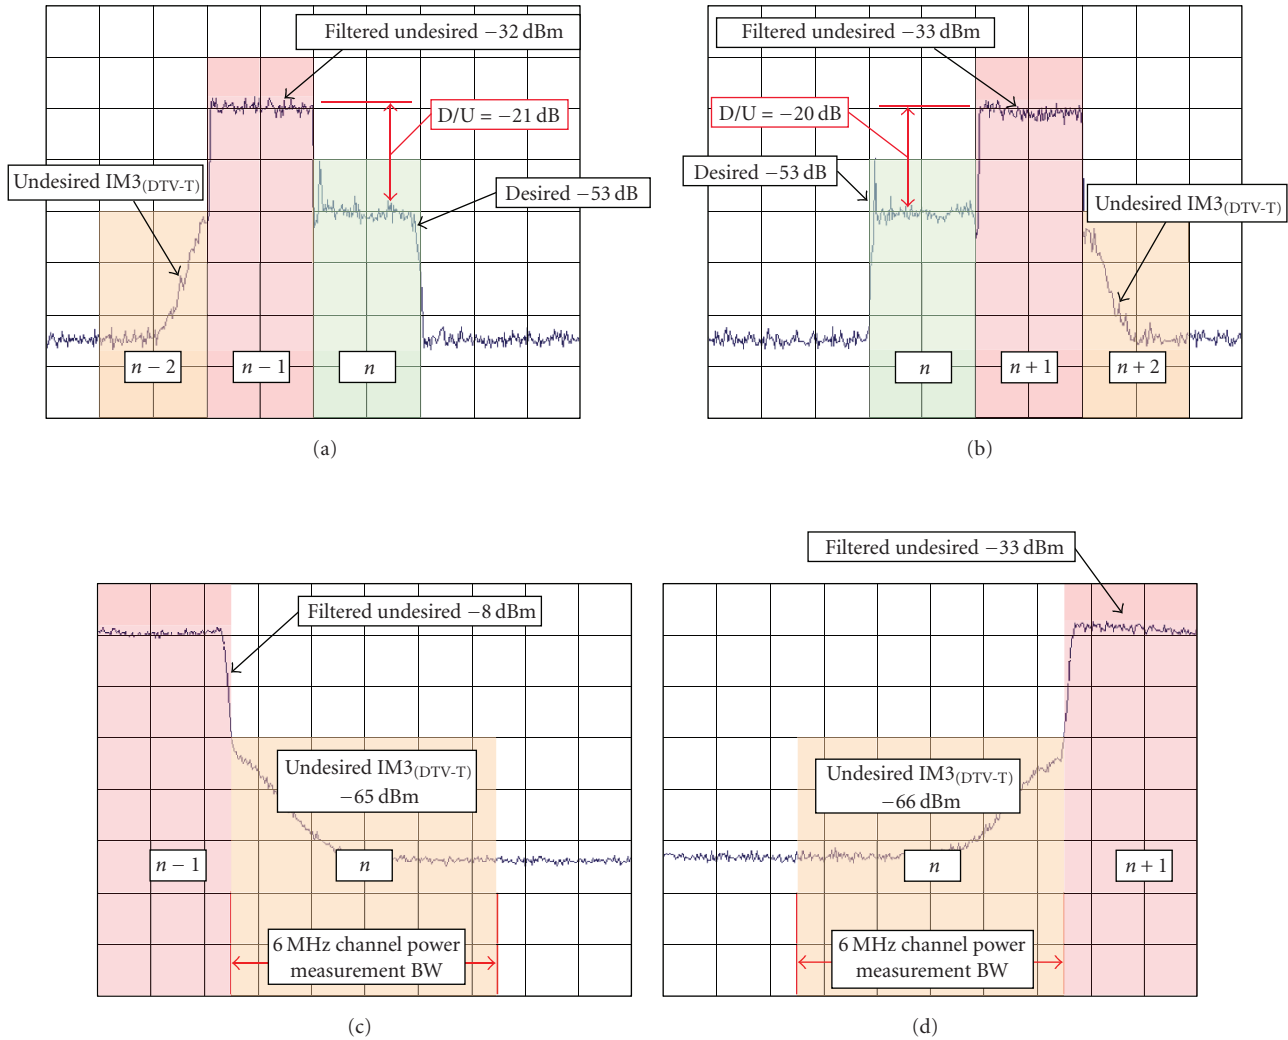 Filtered undesired −32 dBm
D/U = −21 dB
Undesired IM3(DTV-T)
Desired −53 dB
n − 2
n − 1
n
(a)
Filtered undesired −33 dBm
D/U = −20 dB
Desired −53 dB
Undesired IM3(DTV-T)
n
n + 1
n + 2
(b)
Filtered undesired −8 dBm
Undesired IM3(DTV-T)
−65 dBm
n − 1
n
6 MHz channel power
measurement BW
(c)
Filtered undesired −33 dBm
Undesired IM3(DTV-T)
−66 dBm
n
n + 1
6 MHz channel power
measurement BW
(d)